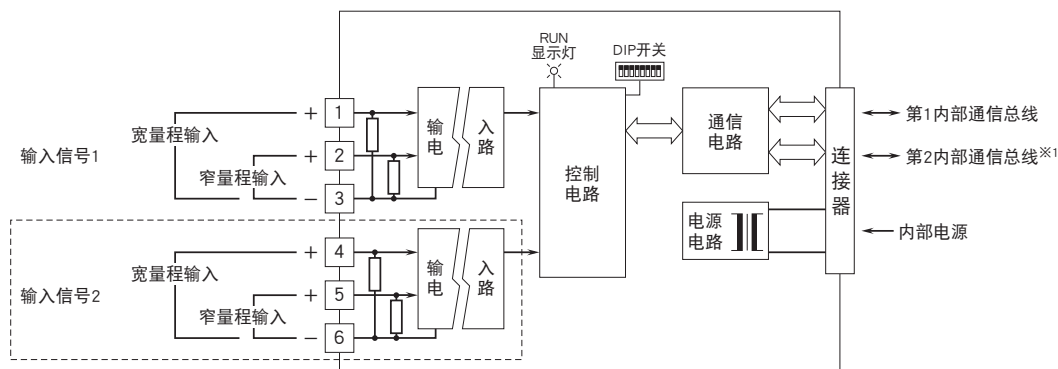 RUN
显示灯
DIP开关
输入信号1
宽量程输入
窄量程输入
+ 1
+ 2
− 3
输 入
电 路
控制
电路
通信
电路
连
接
器
第1内部通信总线
第2内部通信总线※1
电源
电路
内部电源
输入信号2
宽量程输入
窄量程输入
+ 4
+ 5
− 6
输 入
电 路